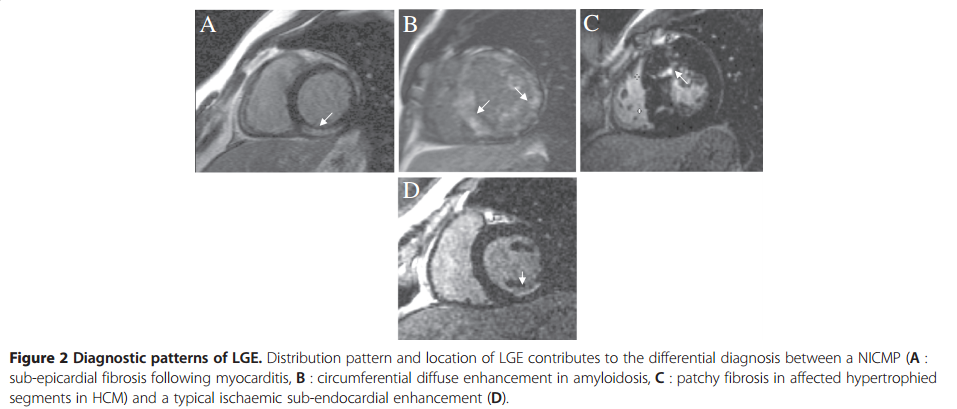 A
B
C
D
Figure 2 Diagnostic patterns of LGE. Distribution pattern and location of LGE contributes to the differential diagnosis between a NICMP (A :
sub-epicardial fibrosis following myocarditis, B : circumferential diffuse enhancement in amyloidosis, C : patchy fibrosis in affected hypertrophied
segments in HCM) and a typical ischaemic sub-endocardial enhancement (D).